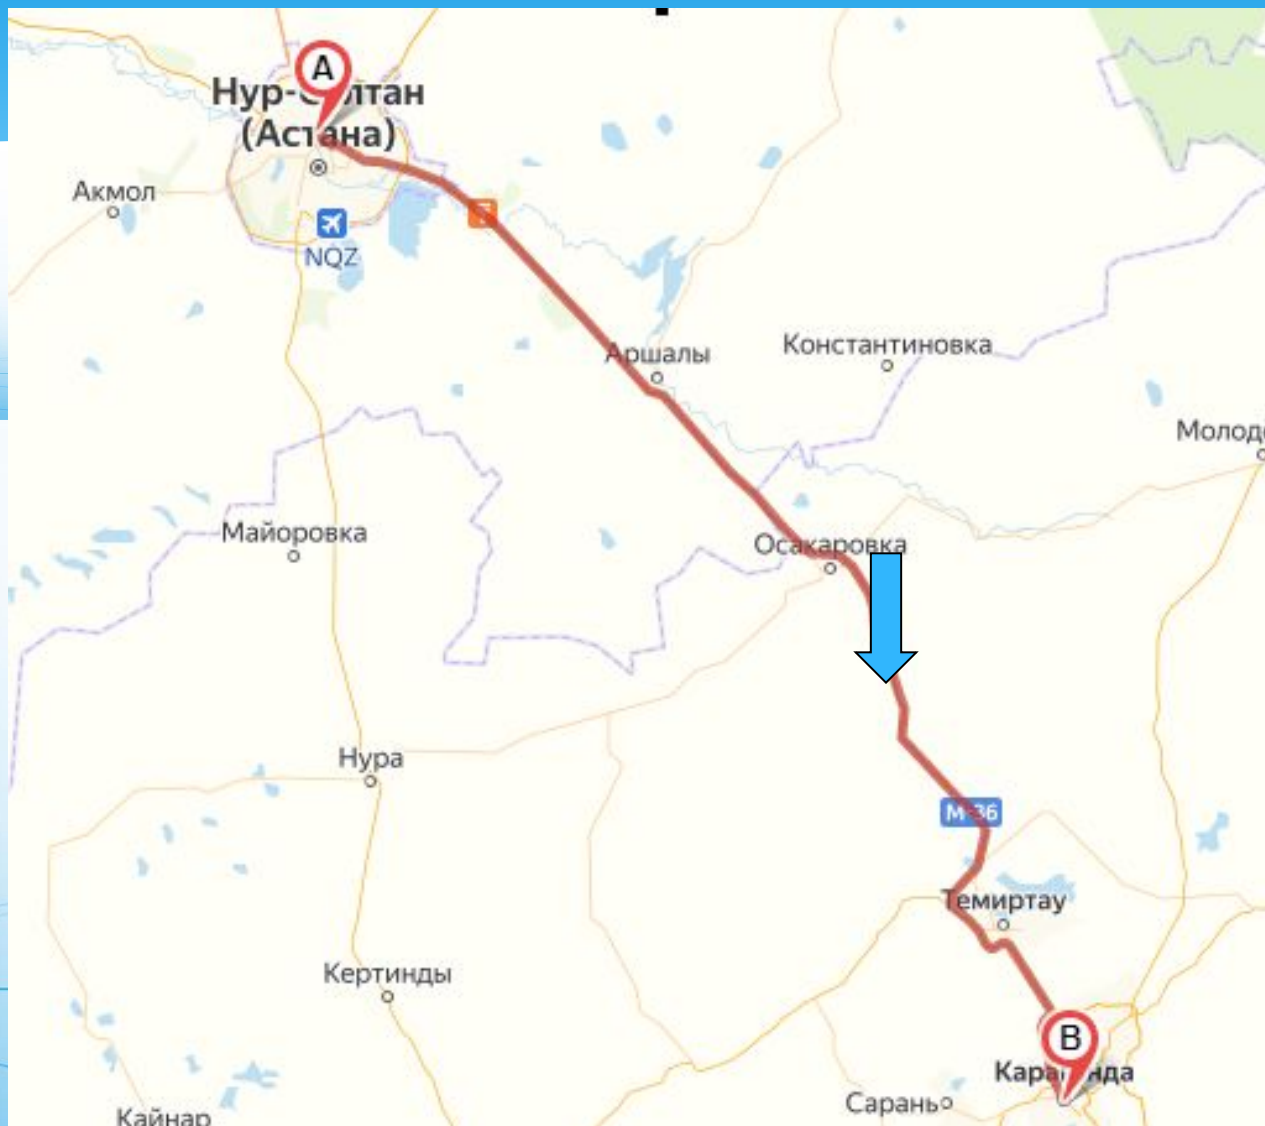 A
Нур-Султан
(Астана)
Акмол
NQZ
Аршалы
Константиновка
Молод
Майоровка
Осакаровка
Нура
М-36
Темиртау
Кертинды
B
Караганда
Сарань
Кайнар